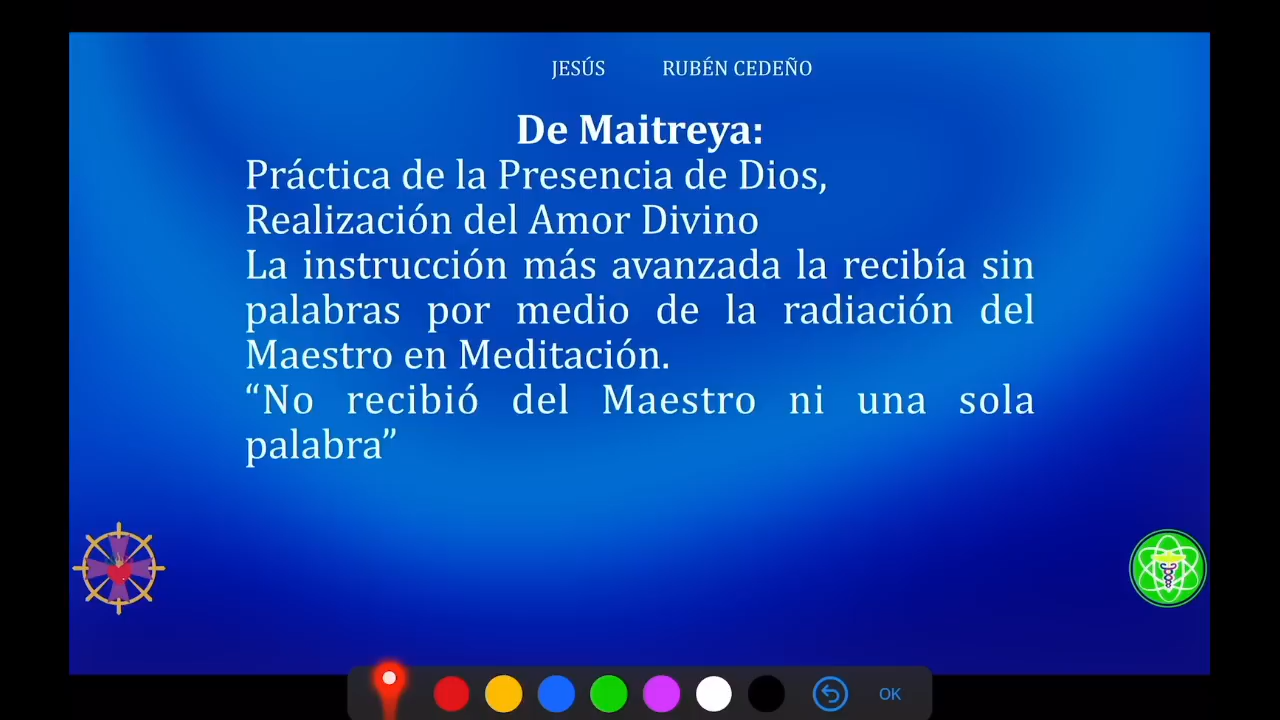 JESÚS RUBÉN CEDEÑO
De Maitreya:
Práctica de la Presencia de Dios,
Realización del Amor Divino
La instrucción más avanzada la recibía sin
palabras por medio de la radiación del
Maestro en Meditación.
“No recibió del Maestro ni una sola
palabra”
OK